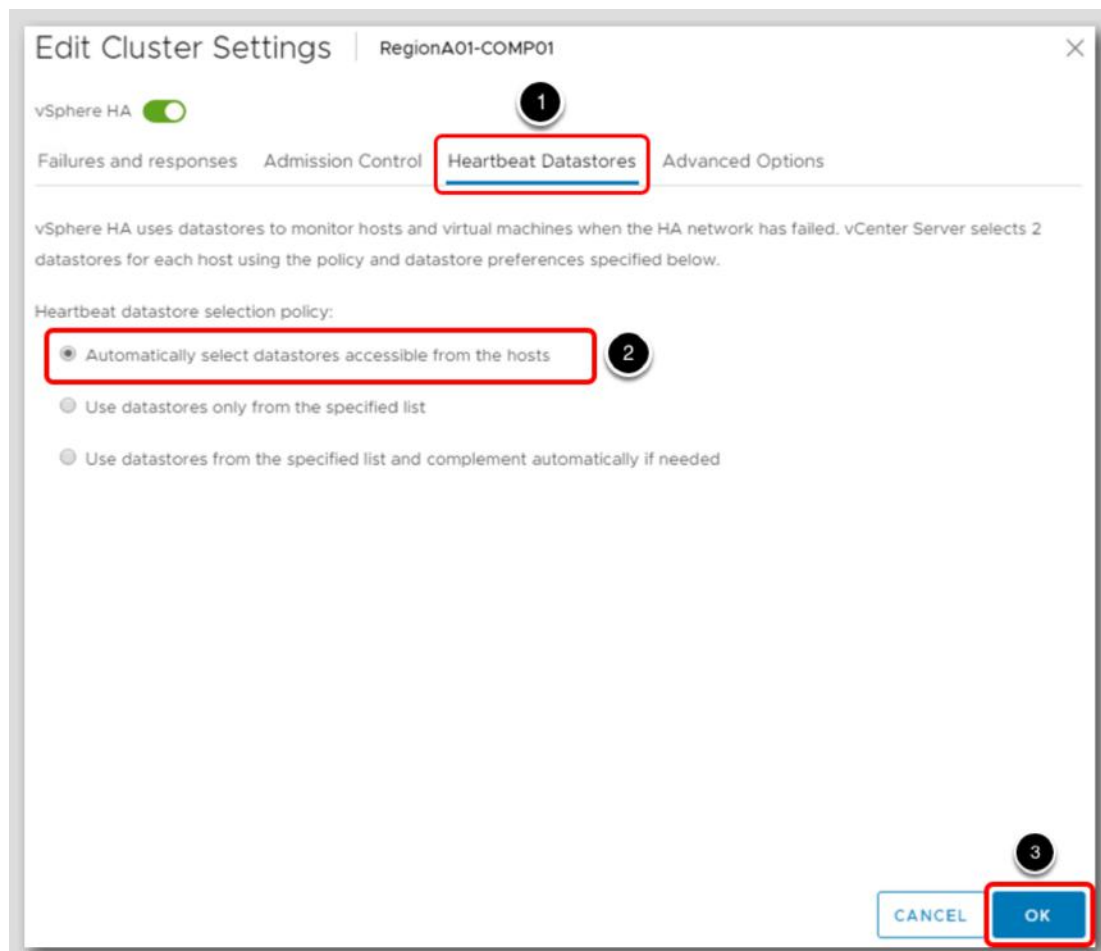 Edit Cluster Settings RegionA01-COMP01
vSphere HA
1
Failures and responses Admission Control Heartbeat Datastores Advanced Options
vSphere HA uses datastores to monitor hosts and virtual machines when the HA network has failed. vCenter Server selects 2
datastores for each host using the policy and datastore preferences specified below.
Heartbeat datastore selection policy:
Automatically select datastores accessible from the hosts 2
Use datastores only from the specified list
Use datastores from the specified list and complement automatically if needed
3
CANCEL OK